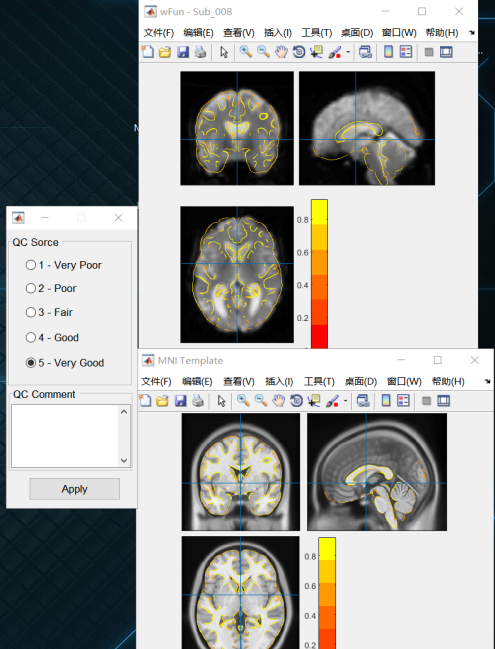 wFun - Sub_008
文件(F) 编辑(E) 查看(V) 插入(I) 工具(T) 桌面(D) 窗口(W) 帮助(H)
0.8
0.6
0.4
0.2
QC Sorce
1 - Very Poor
2 - Poor
3 - Fair
4 - Good
5 - Very Good
QC Comment
Apply
MNI Template
文件(F) 编辑(E) 查看(V) 插入(I) 工具(T) 桌面(D) 窗口(W) 帮助(H)
0.8
0.6
0.4
0.2